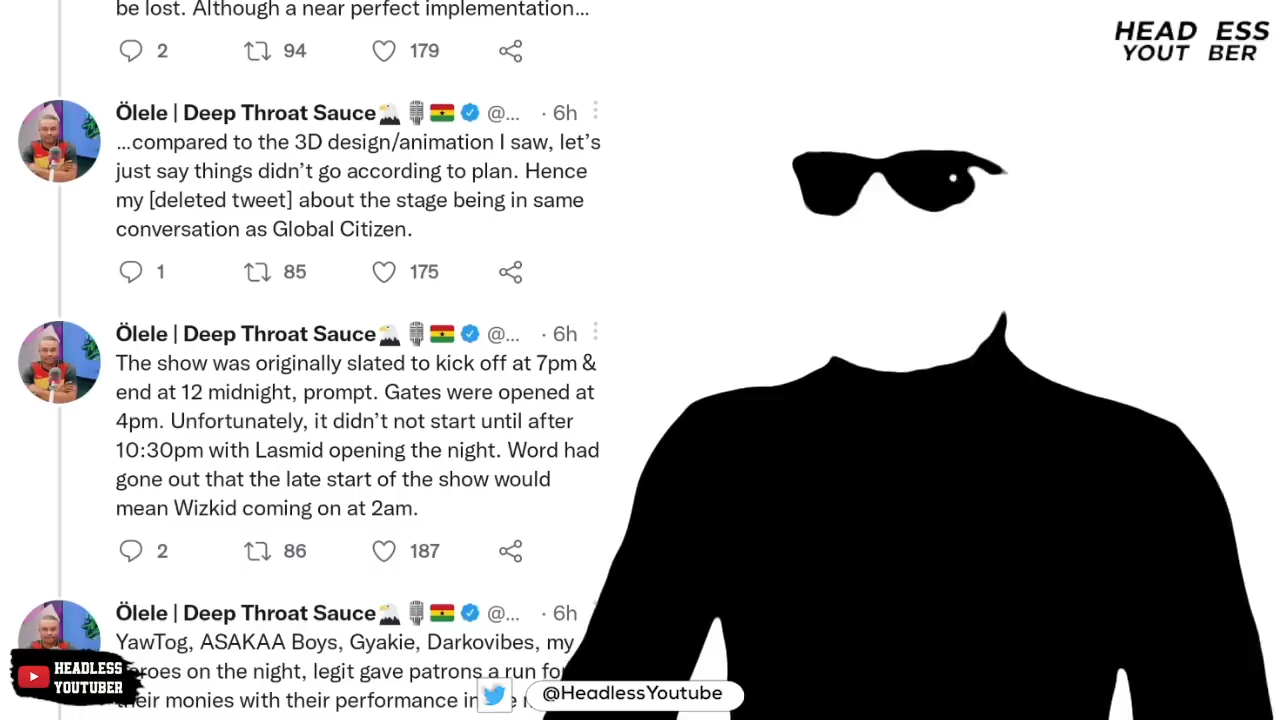 be lost. Although a near perfect implementation…
2 94 179
HEAD ESS
YOUT BER
Ölele | Deep Throat Sauce🦅🎙️🇬🇭 @... · 6h
…compared to the 3D design/animation I saw, let’s
just say things didn’t go according to plan. Hence
my [deleted tweet] about the stage being in same
conversation as Global Citizen.
1 85 175
Ölele | Deep Throat Sauce🦅🎙️🇬🇭 @... · 6h
The show was originally slated to kick off at 7pm &
end at 12 midnight, prompt. Gates were opened at
4pm. Unfortunately, it didn’t not start until after
10:30pm with Lasmid opening the night. Word had
gone out that the late start of the show would
mean Wizkid coming on at 2am.
2 86 187
Ölele | Deep Throat Sauce🦅🎙️🇬🇭 @... · 6h
YawTog, ASAKAA Boys, Gyakie, Darkovibes, my
on the night, legit gave patrons a run
monies with their performance
HEADLESS
YOUTUBER
@HeadlessYoutube